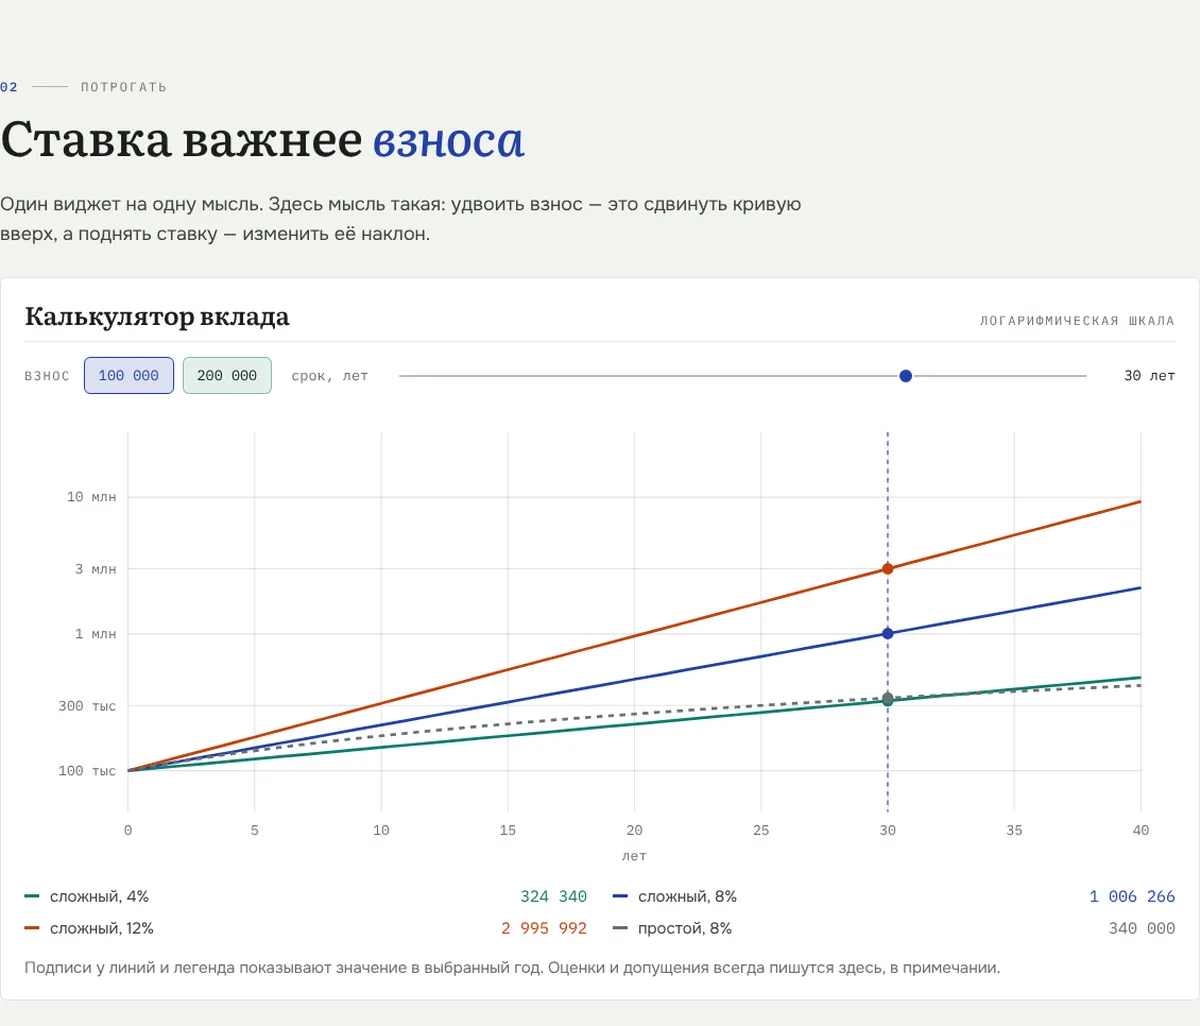 02 ПОТРОГАТЬ
Ставка важнее взноса
Один виджет на одну мысль. Здесь мысль такая: удвоить взнос — это сдвинуть кривую
вверх, а поднять ставку — изменить её наклон.
Калькулятор вклада
ЛОГАРИФМИЧЕСКАЯ ШКАЛА
ВЗНОС 100 000 200 000 срок, лет 30 лет
10 млн
3 млн
1 млн
300 тыс
100 тыс
0 5 10 15 20 25 30 35 40
лет
сложный, 4% 324 340 сложный, 8% 1 006 266
сложный, 12% 2 995 992 простой, 8% 340 000
Подписи у линий и легенда показывают значение в выбранный год. Оценки и допущения всегда пишутся здесь, в примечании.